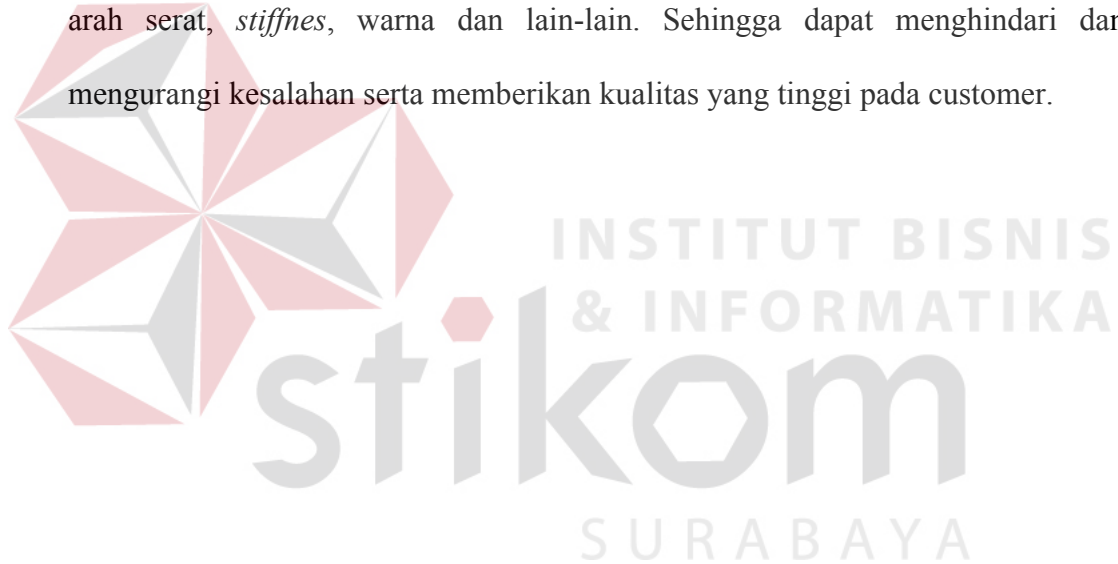 arah serat, stiffnes, warna dan lain-lain. Sehingga dapat menghindari dan
mengurangi kesalahan serta memberikan kualitas yang tinggi pada customer.
INSTITUT BISNIS
& INFORMATIKA
stikom
SURABAYA